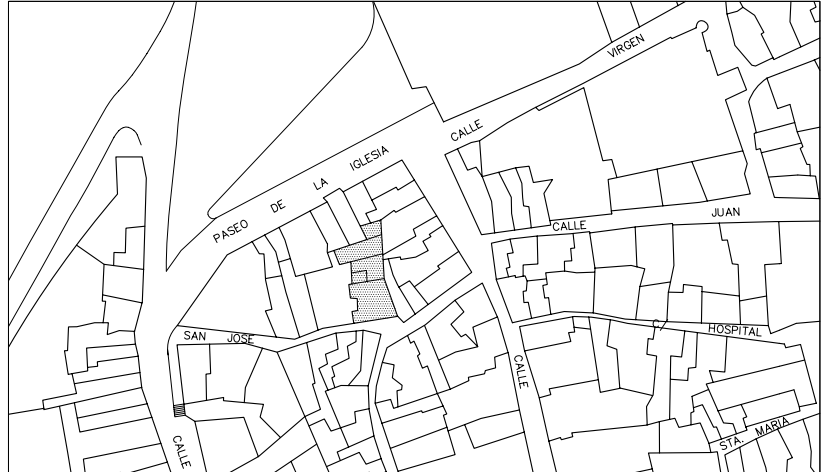 CALLE VIRGEN
PASEO DE LA IGLESIA
CALLE JUAN
SAN JOSE
C/ HOSPITAL
CALLE
CALLE
STA. MARIA